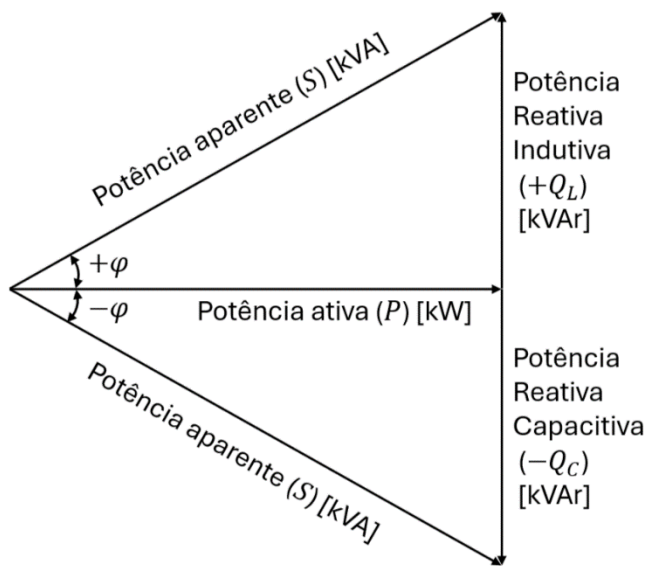 Potência aparente (S) [kVA]
Potência
Reativa
Indutiva
(+Q_L)
[kVAr]
+φ
−φ
Potência ativa (P) [kW]
Potência aparente (S) [kVA]
Potência
Reativa
Capacitiva
(−Q_C)
[kVAr]